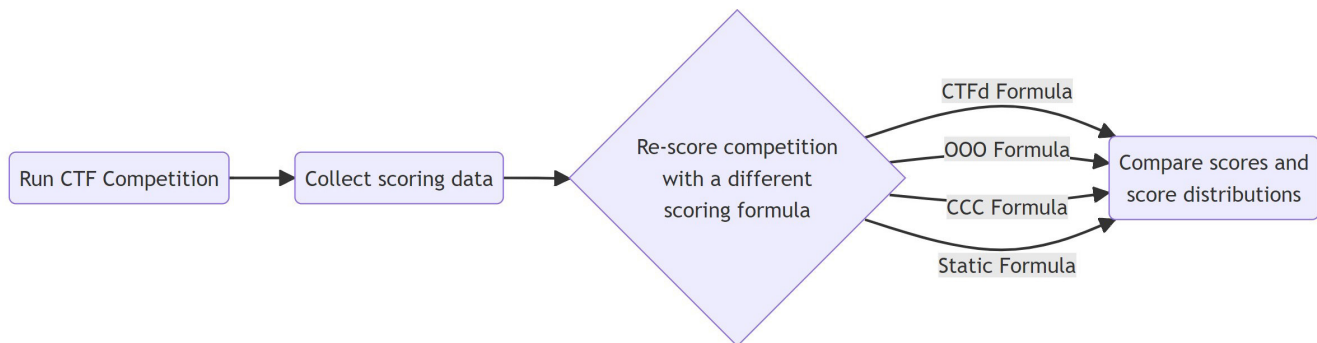 Run CTF Competition
Collect scoring data
Re-score competition
with a different
scoring formula
CTFd Formula
OOO Formula
CCC Formula
Static Formula
Compare scores and
score distributions